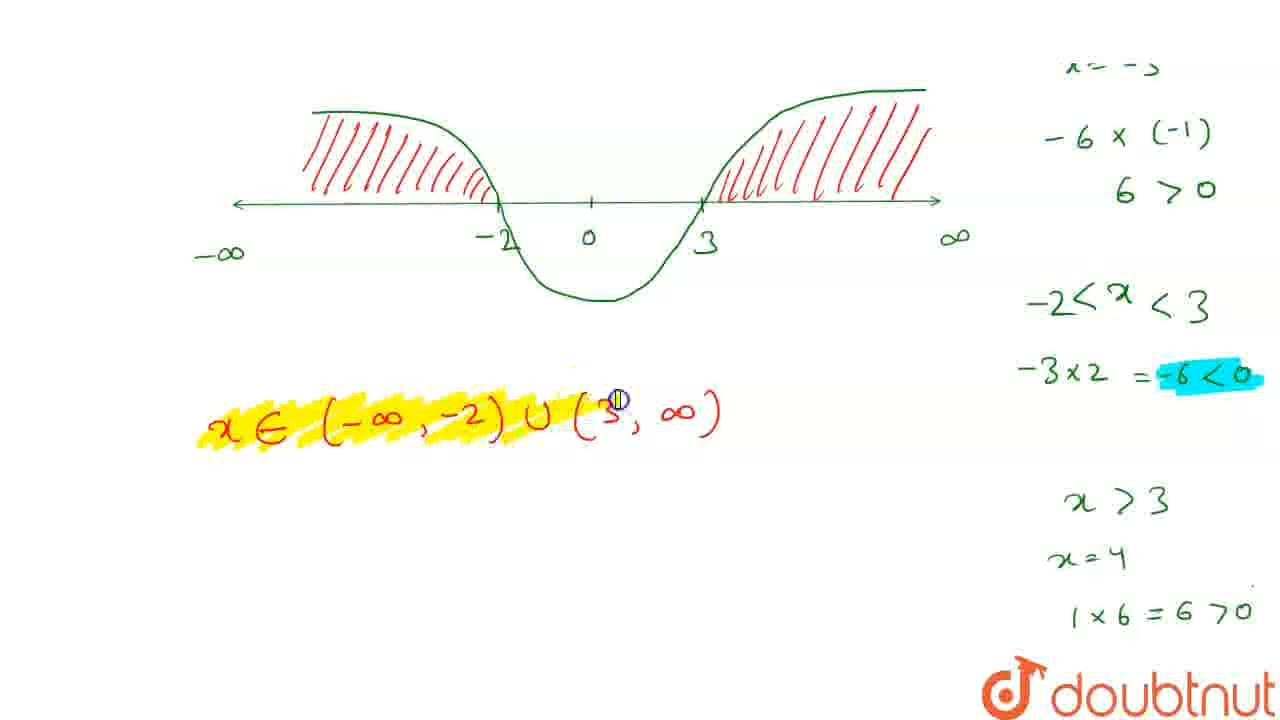 x = -3
-6 × (-1)
6 > 0
-∞ -2 0 3 ∞
-2 < x < 3
-3×2 = -6 < 0
x ∈ (-∞, -2) ∪ (3, ∞)
x > 3
x = 4
1 × 6 = 6 > 0
doubtnut